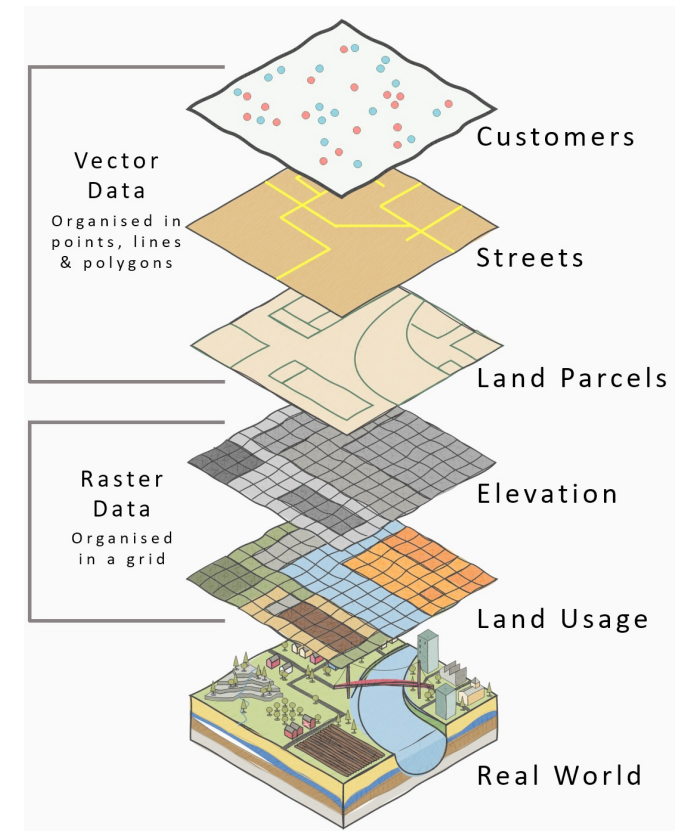 Customers
Vector
Data
Organised in
points, lines
& polygons
Streets
Land Parcels
Raster
Data
Organised
in a grid
Elevation
Land Usage
Real World